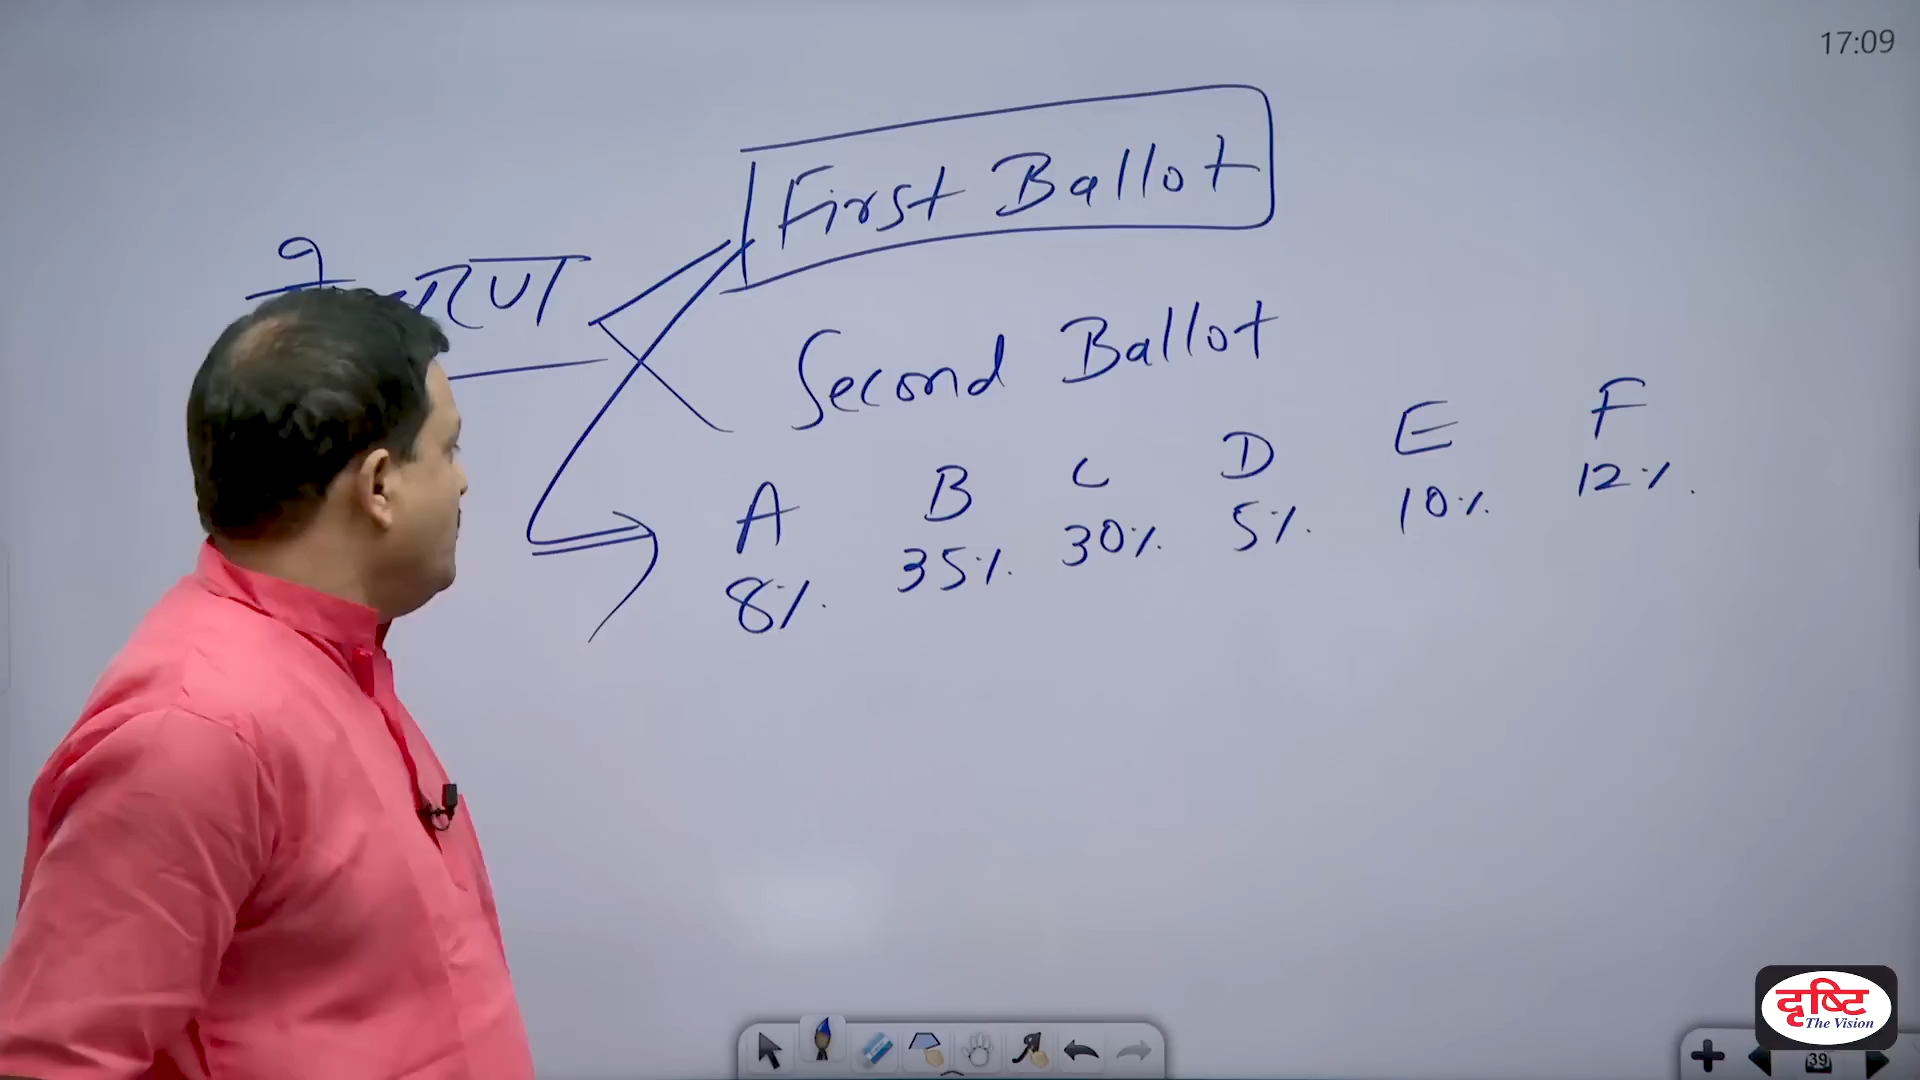 17:09
First Ballot
Second Ballot
A B C D E F
8% 35% 30% 5% 10% 12%
दृष्टि
The Vision
39